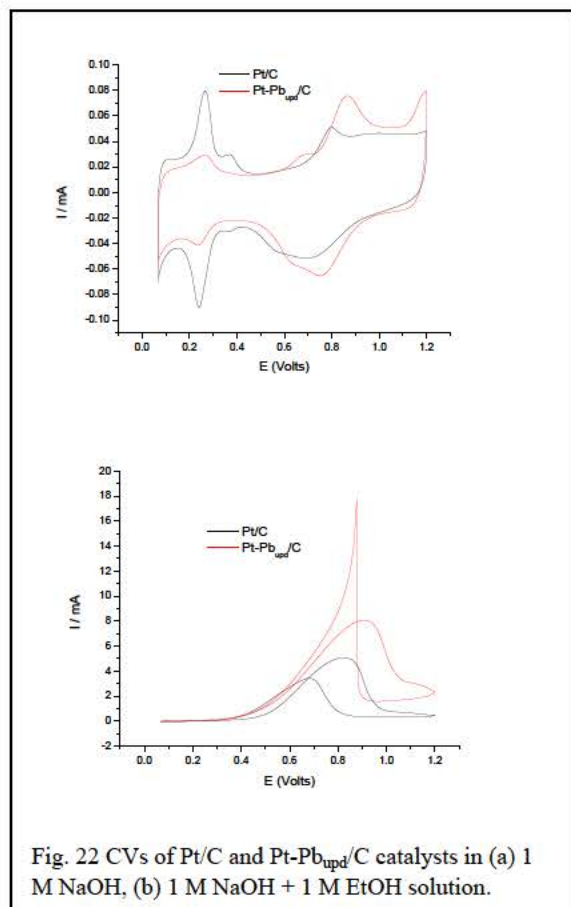 0.10
0.08
0.06
0.04
0.02
0.00
-0.02
-0.04
-0.06
-0.08
-0.10
I / mA
Pt/C
Pt-Pbupd/C
0.0 0.2 0.4 0.6 0.8 1.0 1.2
E (Volts)
20
18
16
14
12
10
8
6
4
2
0
-2
I / mA
Pt/C
Pt-Pbupd/C
0.0 0.2 0.4 0.6 0.8 1.0 1.2
E (Volts)
Fig. 22 CVs of Pt/C and Pt-Pbupd/C catalysts in (a) 1
M NaOH, (b) 1 M NaOH + 1 M EtOH solution.